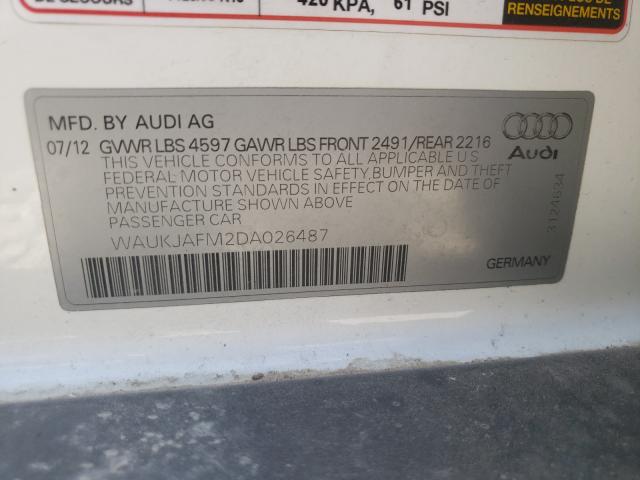 420 KPA, 61 PSI
RENSEIGNEMENTS
MFD. BY AUDI AG
07/12 GVWR LBS 4597 GAWR LBS FRONT 2491/REAR 2216
THIS VEHICLE CONFORMS TO ALL APPLICABLE U S
FEDERAL MOTOR VEHICLE SAFETY,BUMPER AND THEFT
PREVENTION STANDARDS IN EFFECT ON THE DATE OF
MANUFACTURE SHOWN ABOVE
PASSENGER CAR
WAUKJAFM2DA026487
Audi
3124634
GERMANY